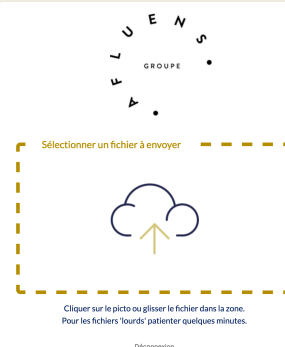 AFLUENS
GROUPE
Sélectionner un fichier à envoyer
Cliquer sur le picto ou glisser le fichier dans la zone.
Pour les fichiers 'lourds' patienter quelques minutes.
Déconnexion